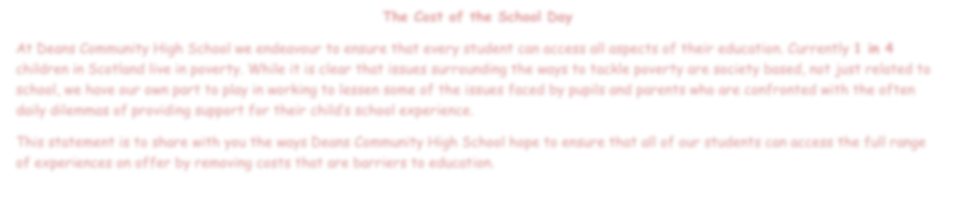 The Cost of the School Day
At Deans Community High School we endeavour to ensure that every student can access all aspects of their education. Currently 1 in 4
children in Scotland live in poverty. While it is clear that issues surrounding the ways to tackle poverty are society based, not just related to
school, we have our own part to play in working to lessen some of the issues faced by pupils and parents who are confronted with the often
daily dilemmas of providing support for their child's school experience.
This statement is to share with you the ways Deans Community High School hope to ensure that all of our students can access the full range
of experiences on offer by removing costs that are barriers to education.